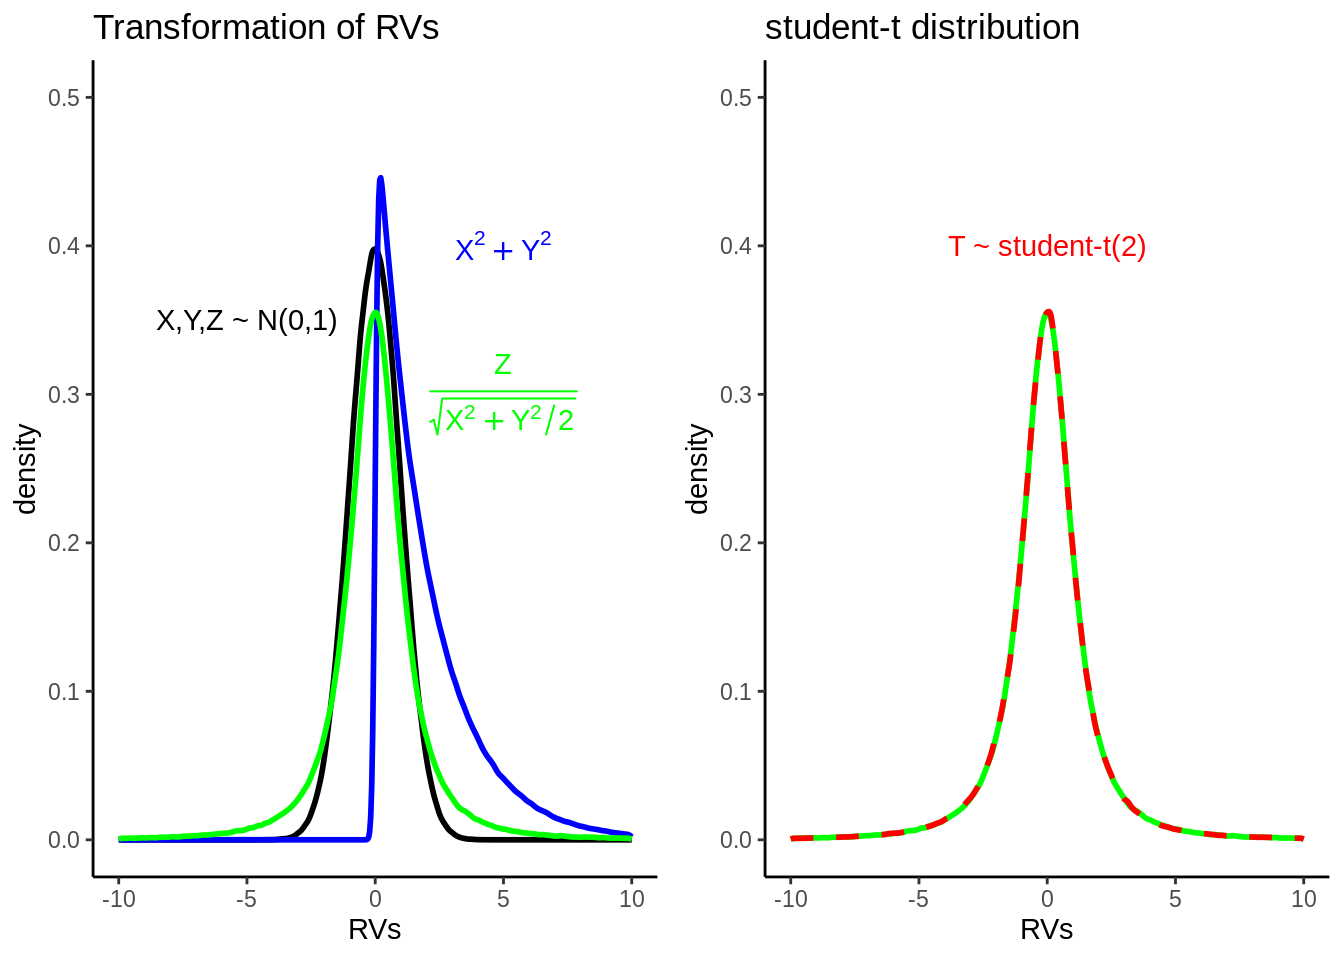 Transformation of RVs
density
0.5
0.4
0.3
0.2
0.1
0.0
X² + Y²
X,Y,Z ~ N(0,1)
Z
√X² + Y²/2
-10 -5 0 5 10
RVs
student-t distribution
density
0.5
0.4
0.3
0.2
0.1
0.0
T ~ student-t(2)
-10 -5 0 5 10
RVs